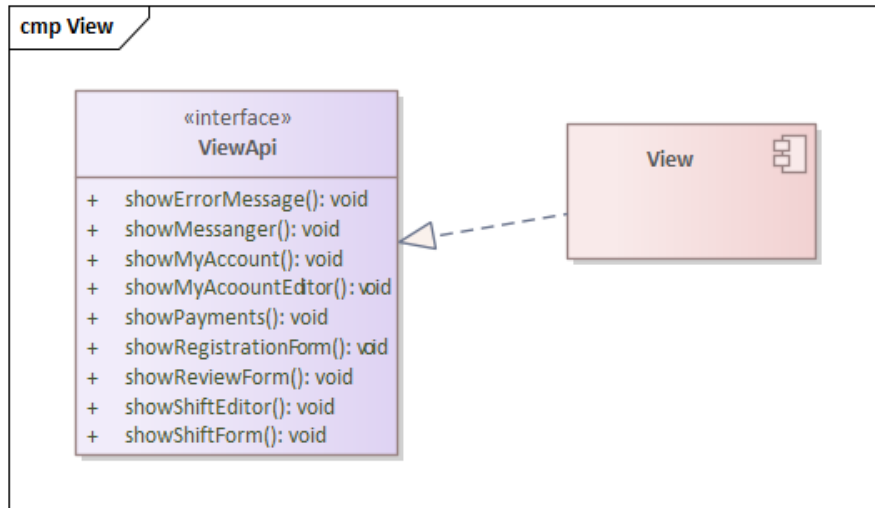 cmp View
«interface»
ViewApi
+ showErrorMessage(): void
+ showMessanger(): void
+ showMyAccount(): void
+ showMyAcoountEditor(): void
+ showPayments(): void
+ showRegistrationForm(): void
+ showReviewForm(): void
+ showShiftEditor(): void
+ showShiftForm(): void
View